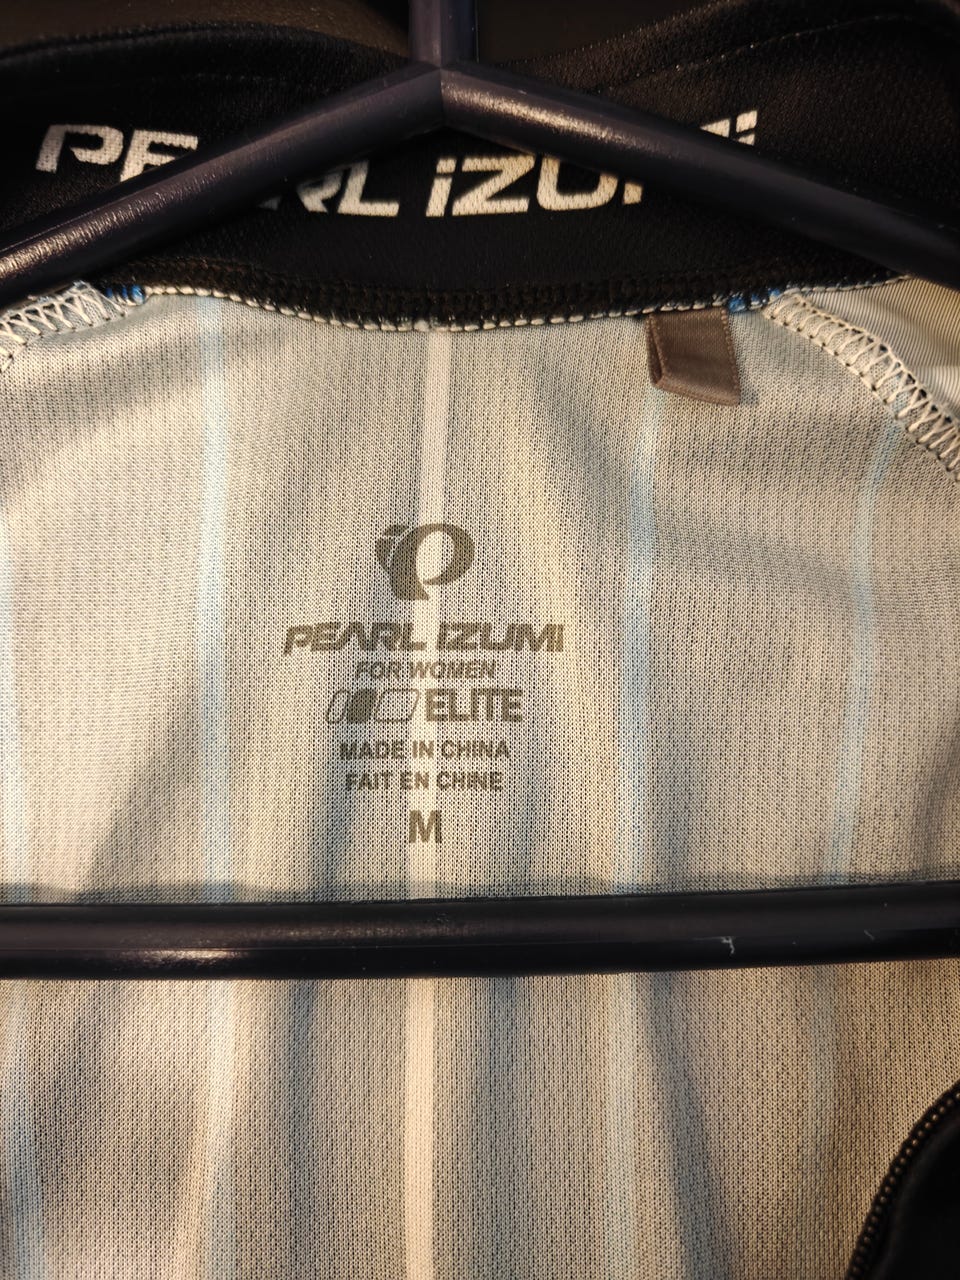 PEARL iZUMi
PEARL IZUMI
FOR WOMEN
ELITE
MADE IN CHINA
FAIT EN CHINE
M